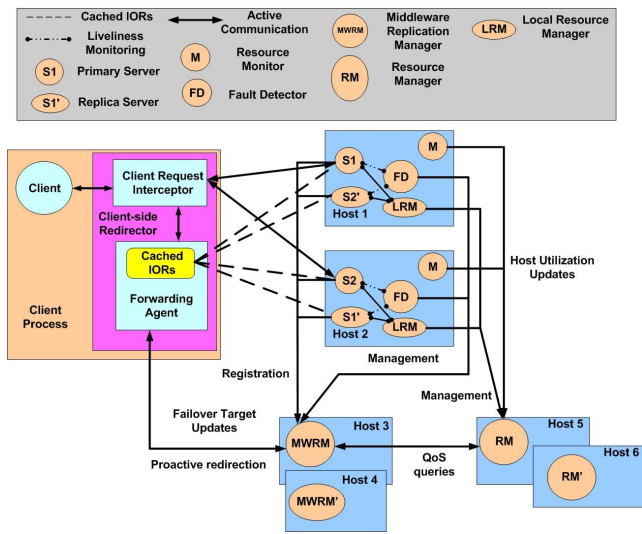 Cached IORs
Active
Communication
Liveliness
Monitoring
S1
Primary Server
S1'
Replica Server
M
Resource
Monitor
FD
Fault Detector
MWRM
Middleware
Replication
Manager
RM
Resource
Manager
LRM
Local Resource
Manager
Client
Client Request
Interceptor
Client-side
Redirector
Cached
IORs
Forwarding
Agent
Client
Process
S1
M
FD
S2'
LRM
Host 1
S2
M
FD
S1'
LRM
Host 2
Host Utilization
Updates
Management
Registration
Management
Failover Target
Updates
Proactive redirection
Host 3
MWRM
Host 4
MWRM'
QoS
queries
Host 5
RM
Host 6
RM’